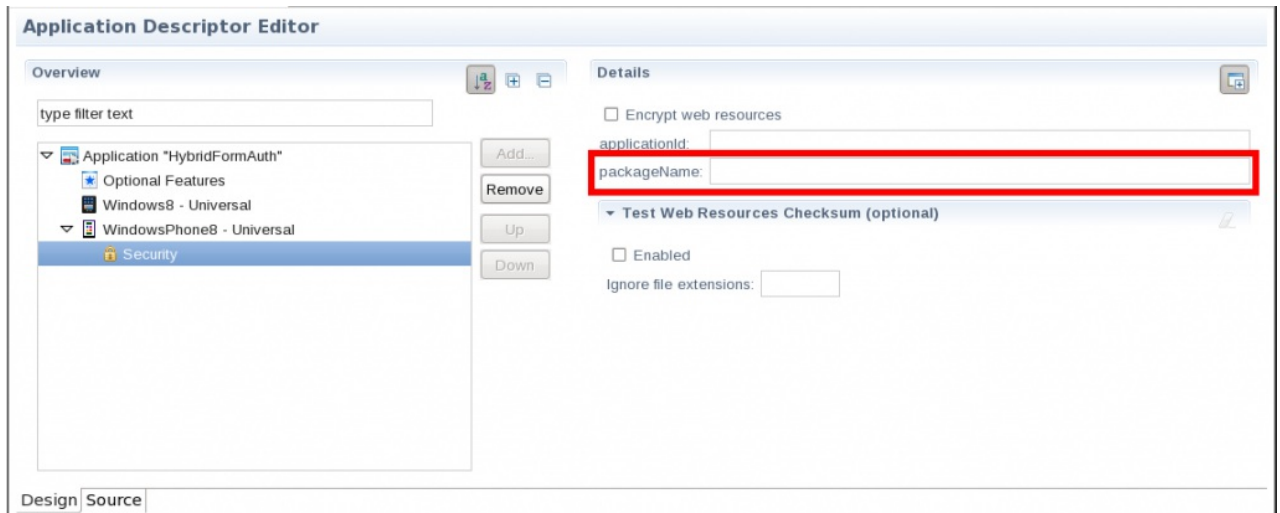 Application Descriptor Editor
Overview
type filter text
Application "HybridFormAuth"
Optional Features
Windows8 - Universal
WindowsPhone8 - Universal
Security
Add...
Remove
Up
Down
Details
Encrypt web resources
applicationId:
packageName:
Test Web Resources Checksum (optional)
Enabled
Ignore file extensions:
Design Source